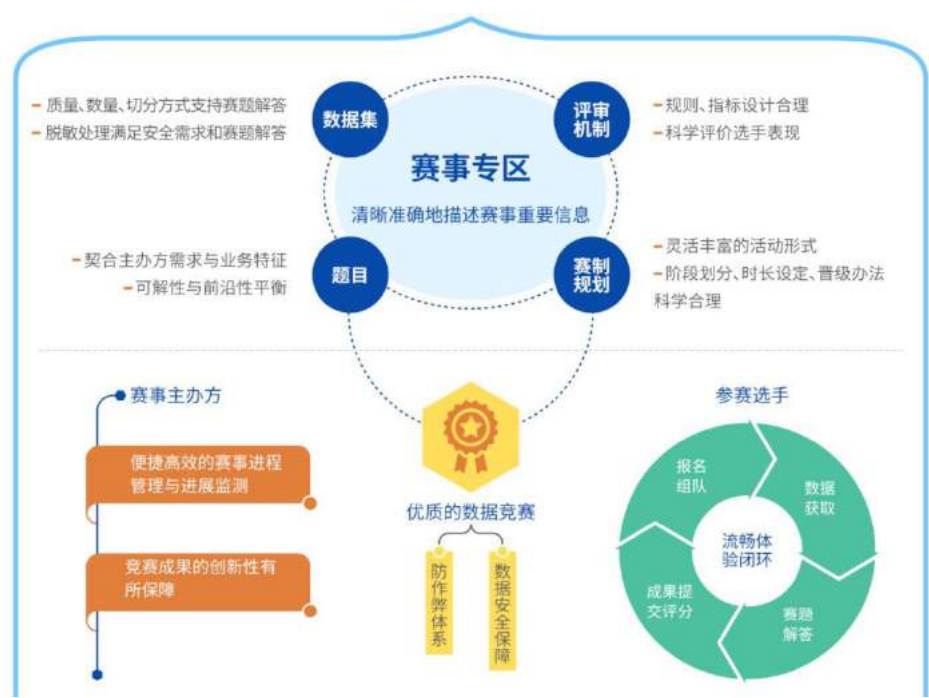 数据集
– 质量、数量、切分方式支持赛题解答
– 脱敏处理满足安全需求和赛题解答
评审
机制
– 规则、指标设计合理
– 科学评价选手表现
赛事专区
清晰准确地描述赛事重要信息
题目
– 契合主办方需求与业务特征
– 可解性与前沿性平衡
赛制
规划
– 灵活丰富的活动形式
– 阶段划分、时长设定、晋级办法
科学合理
赛事主办方
便捷高效的赛事进程
管理与进展监测
竞赛成果的创新性有
所保障
优质的数据竞赛
防作弊体系
数据安全保障
参赛选手
报名
组队
数据
获取
赛题
解答
成果提
交评分
流畅体
验闭环